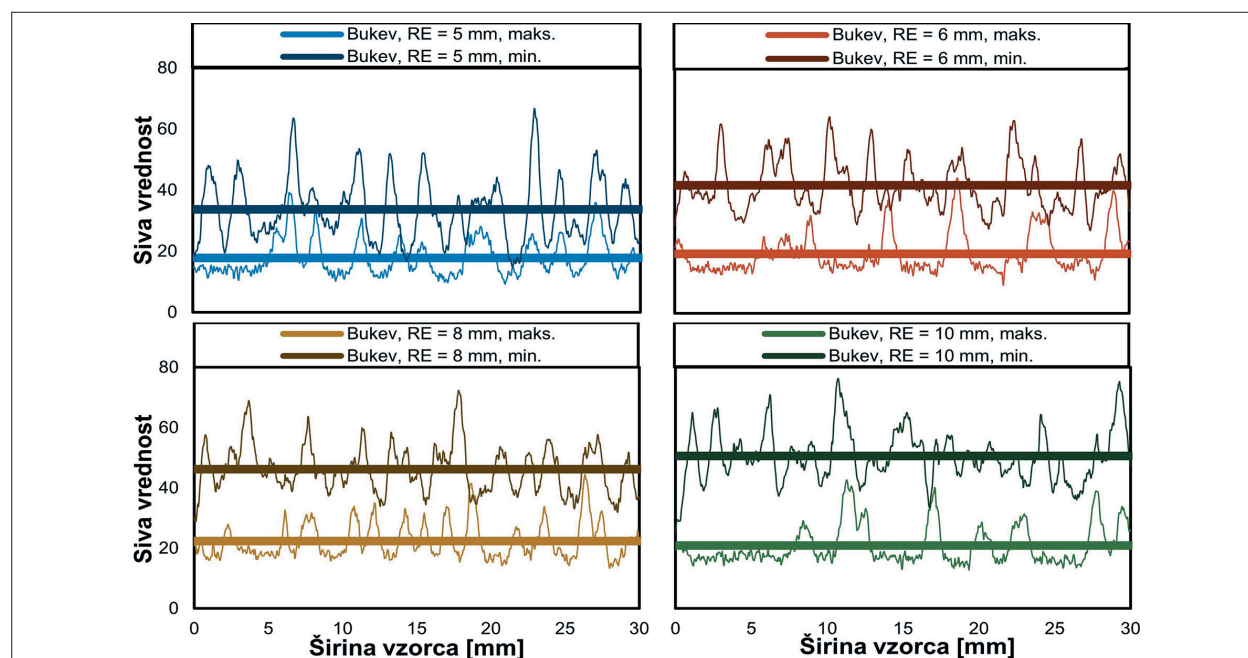 Bukev, RE = 5 mm, maks.
Bukev, RE = 5 mm, min.
Bukev, RE = 6 mm, maks.
Bukev, RE = 6 mm, min.
80
60
40
20
0
Siva vrednost
Bukev, RE = 8 mm, maks.
Bukev, RE = 8 mm, min.
Bukev, RE = 10 mm, maks.
Bukev, RE = 10 mm, min.
80
60
40
20
0
Siva vrednost
0 5 10 15 20 25 30
0 5 10 15 20 25 30
Širina vzorca [mm]
Širina vzorca [mm]